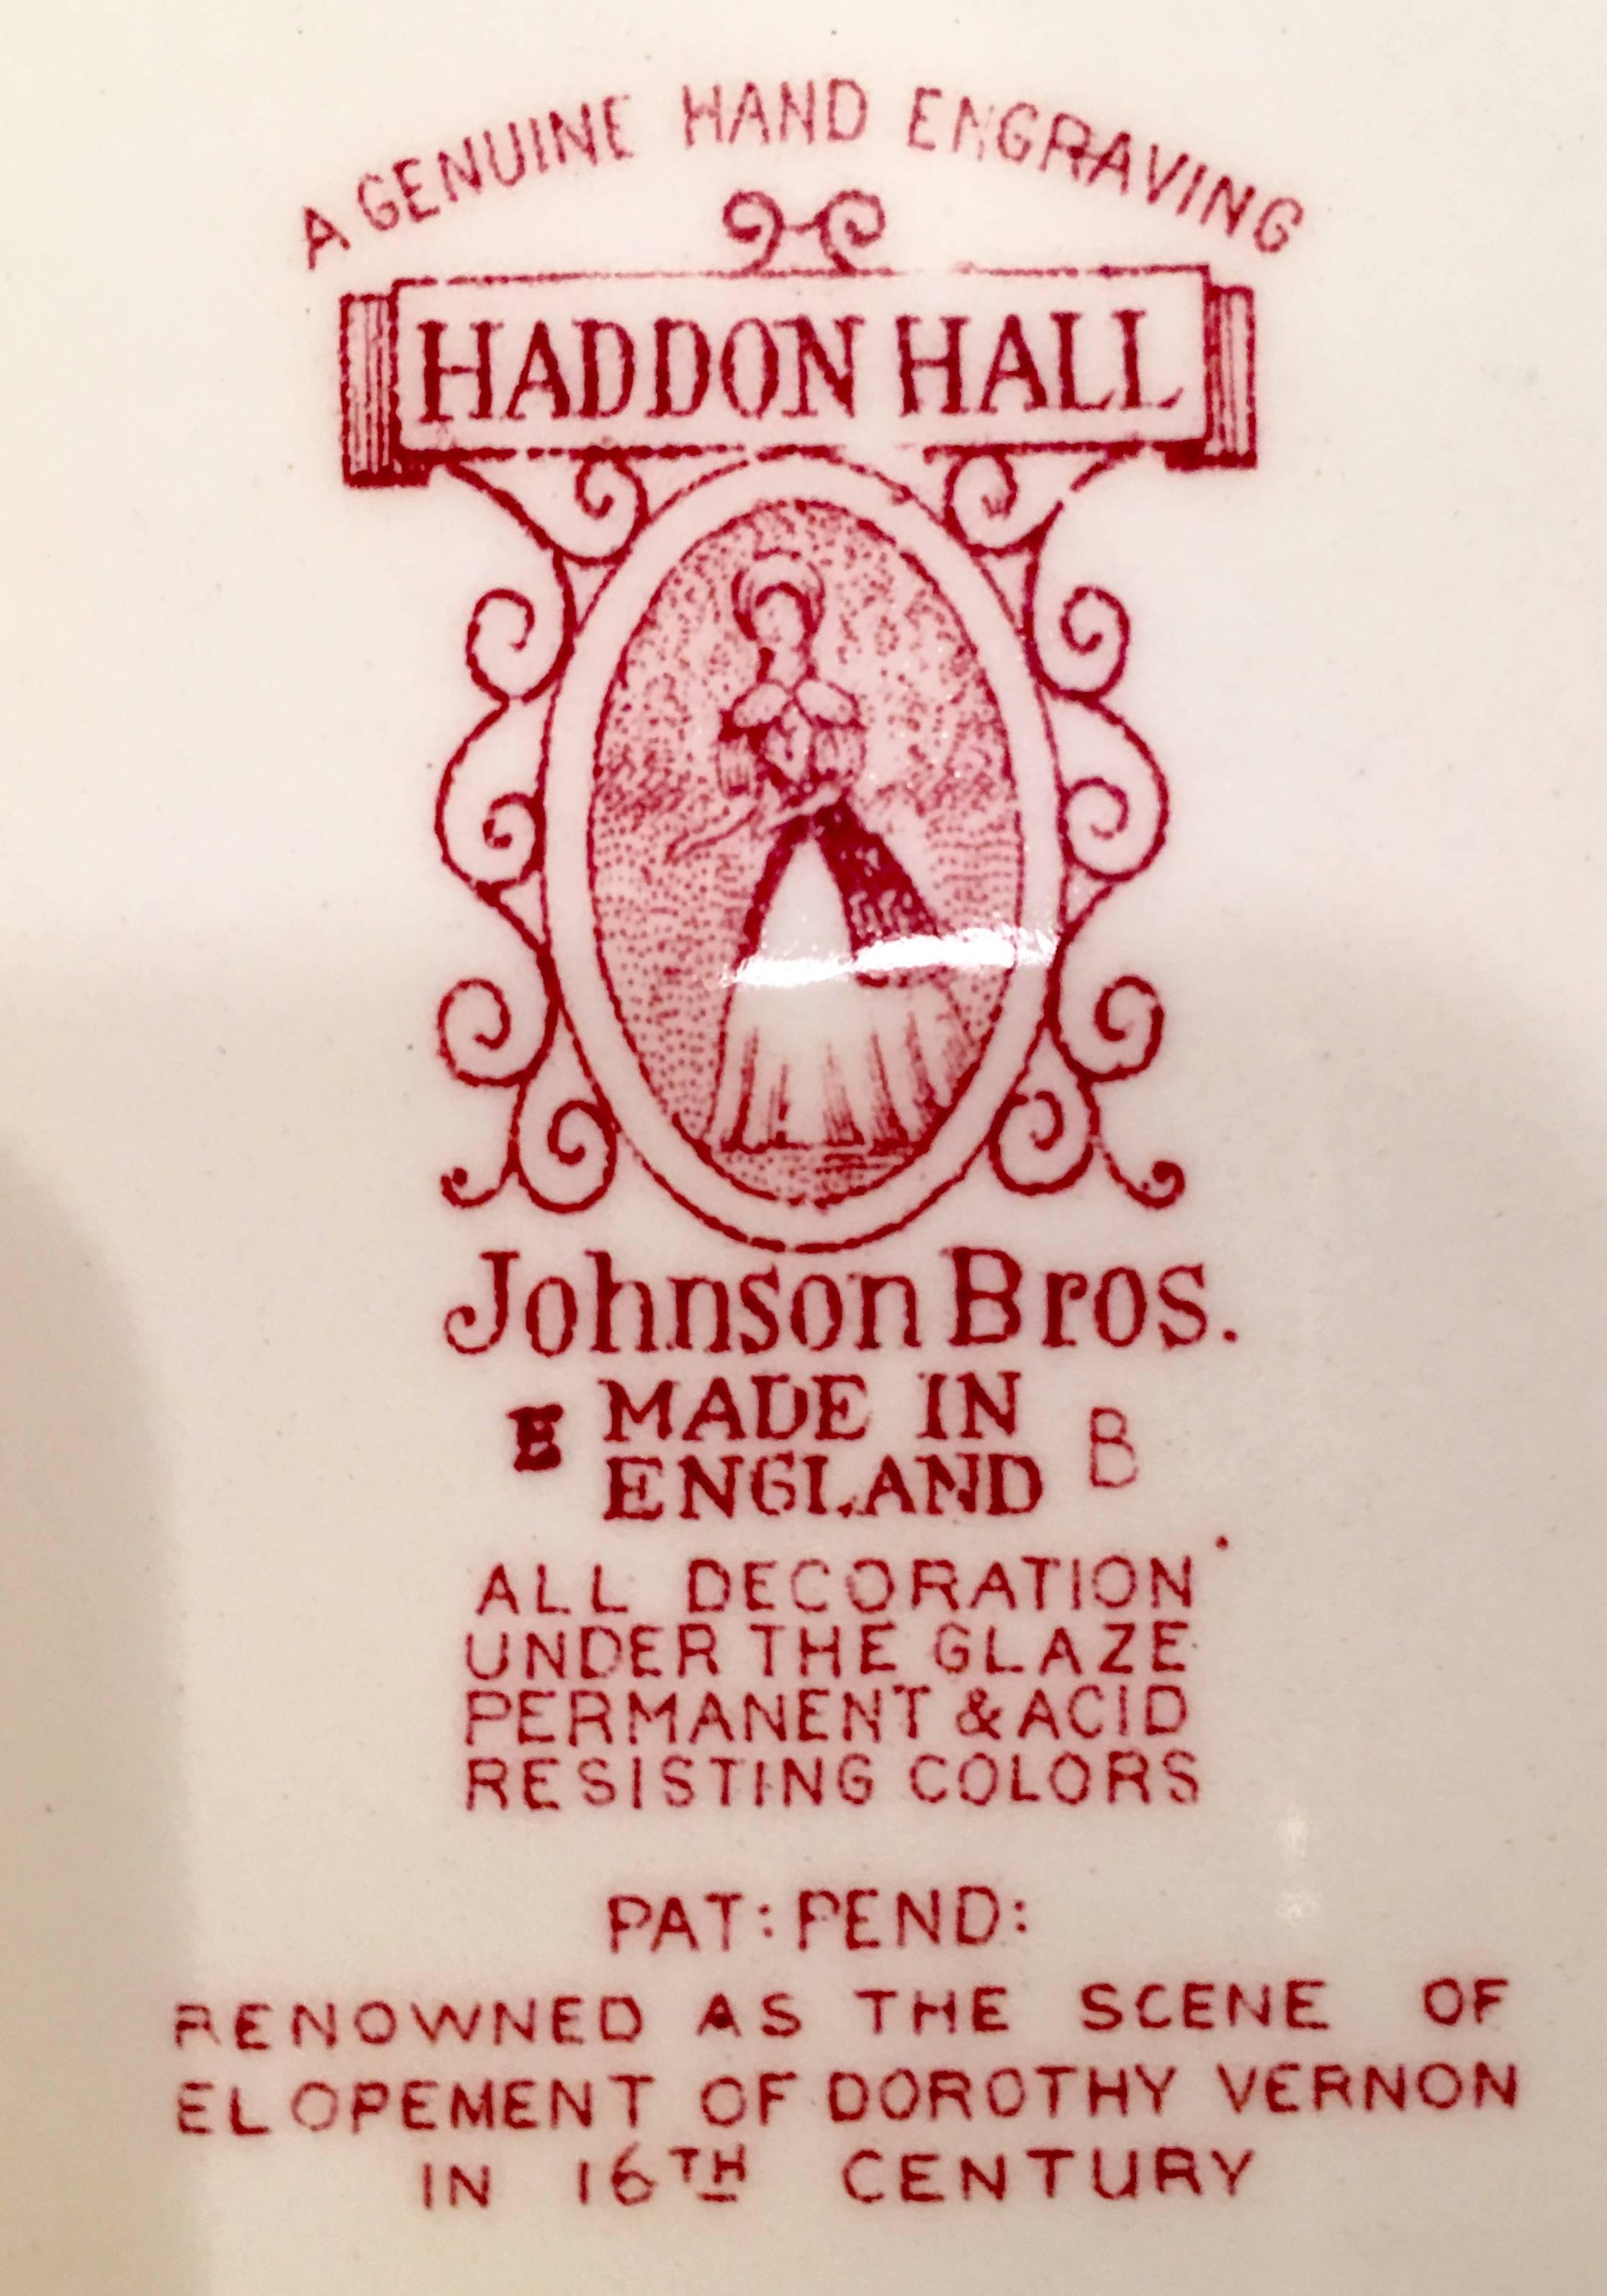 A GENUINE HAND ENGRAVING
HADDON HALL
Johnson Bros.
E MADE IN B
ENGLAND
ALL DECORATION
UNDER THE GLAZE
PERMANENT & ACID
RESISTING COLORS
PAT: PEND:
RENOWNED AS THE SCENE OF
ELOPEMENT OF DOROTHY VERNON
IN 16TH CENTURY